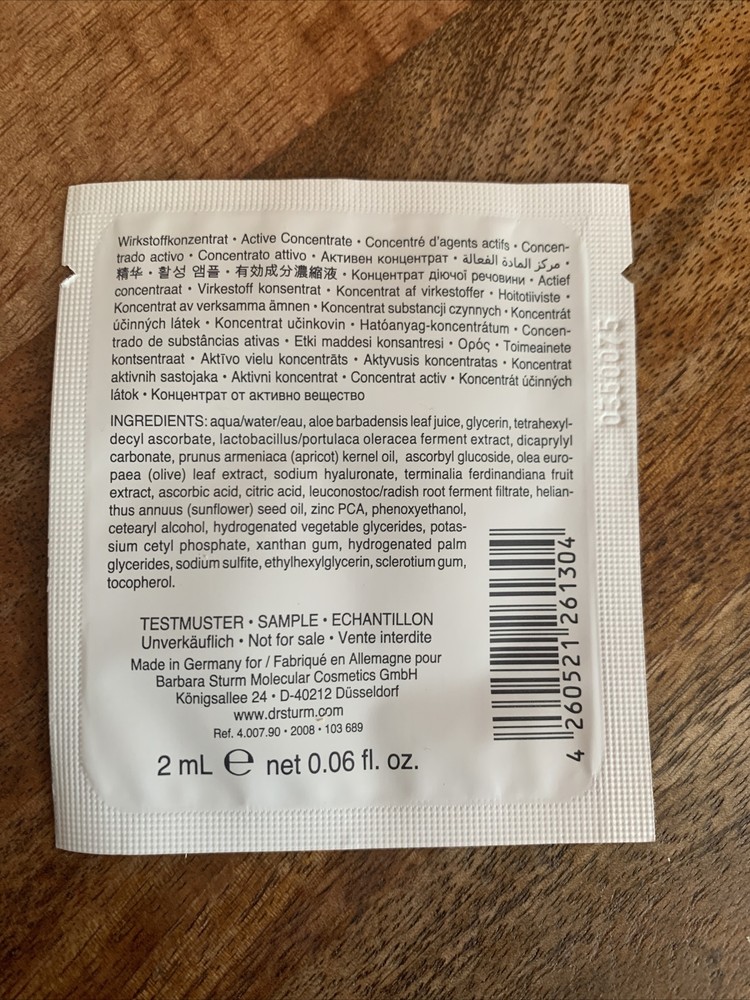 Wirkstoffkonzentrat • Active Concentrate • Concentré d'agents actifs • Concen-
trado activo • Concentrato attivo • Активен концентрат • مركز المادة الفعالة •
精华 • 활성 앰플 • 有効成分濃縮液 • Концентрат діючої речовини • Actief
concentraat • Virkestoff konsentrat • Koncentrat af virkestoffer • Hoitotiiviste •
Koncentrat av verksamma ämnen • Koncentrat substancji czynnych • Koncentrát
účinných látek • Koncentrat učinkovin • Hatóanyag-koncentrátum • Concen-
trado de substâncias ativas • Etki maddesi konsantresi • Ορός • Toimeainete
kontsentraat • Aktīvo vielu koncentrāts • Aktyvusis koncentratas • Koncentrat
aktivnih sastojaka • Aktivni koncentrat • Concentrat activ • Koncentrát účinných
látok • Концентрат от активно вещество
INGREDIENTS: aqua/water/eau, aloe barbadensis leaf juice, glycerin, tetrahexyl-
decyl ascorbate, lactobacillus/portulaca oleracea ferment extract, dicaprylyl
carbonate, prunus armeniaca (apricot) kernel oil, ascorbyl glucoside, olea euro-
paea (olive) leaf extract, sodium hyaluronate, terminalia ferdinandiana fruit
extract, ascorbic acid, citric acid, leuconostoc/radish root ferment filtrate, helian-
thus annuus (sunflower) seed oil, zinc PCA, phenoxyethanol,
cetearyl alcohol, hydrogenated vegetable glycerides, potas-
sium cetyl phosphate, xanthan gum, hydrogenated palm
glycerides, sodium sulfite, ethylhexylglycerin, sclerotium gum,
tocopherol.
TESTMUSTER • SAMPLE • ECHANTILLON
Unverkäuflich • Not for sale • Vente interdite
Made in Germany for / Fabriqué en Allemagne pour
Barbara Sturm Molecular Cosmetics GmbH
Königsallee 24 • D-40212 Düsseldorf
www.drsturm.com
Ref. 4.007.90 • 2008 • 103 689
2 mL ℮ net 0.06 fl. oz.
4 260521 261304